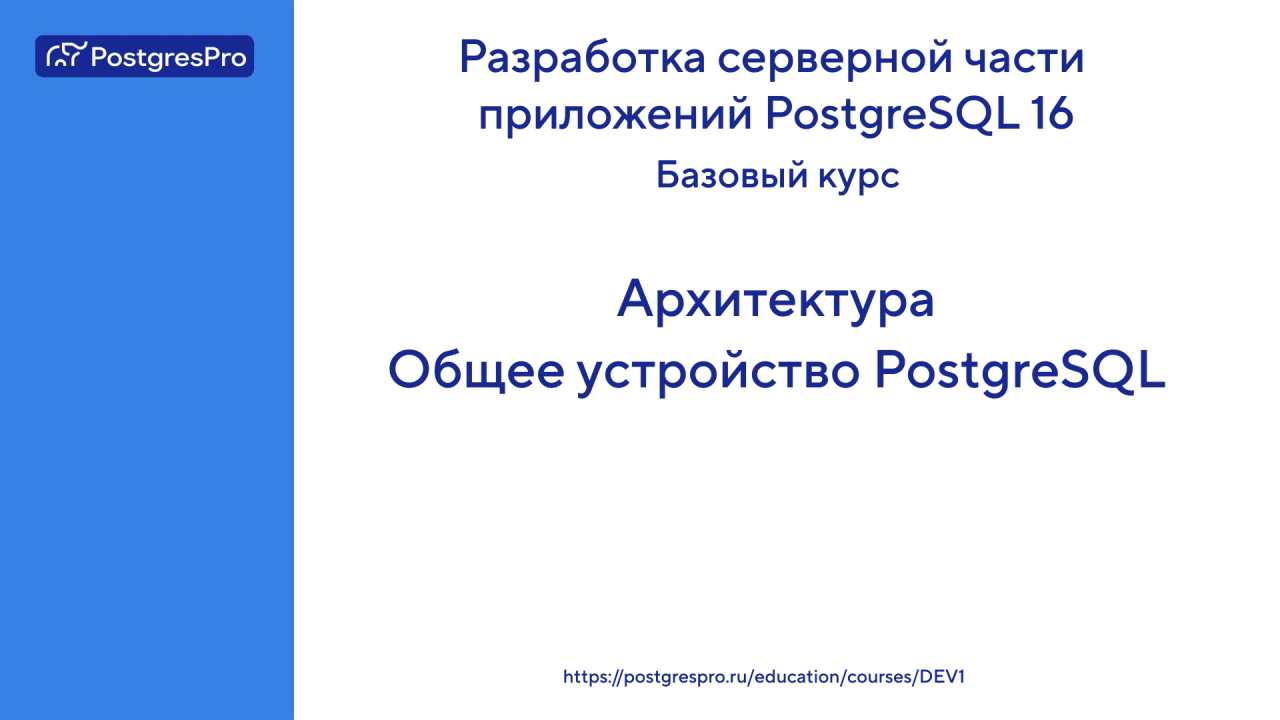 PostgresPro
Разработка серверной части
приложений PostgreSQL 16
Базовый курс
Архитектура
Общее устройство PostgreSQL
https://postgrespro.ru/education/courses/DEV1